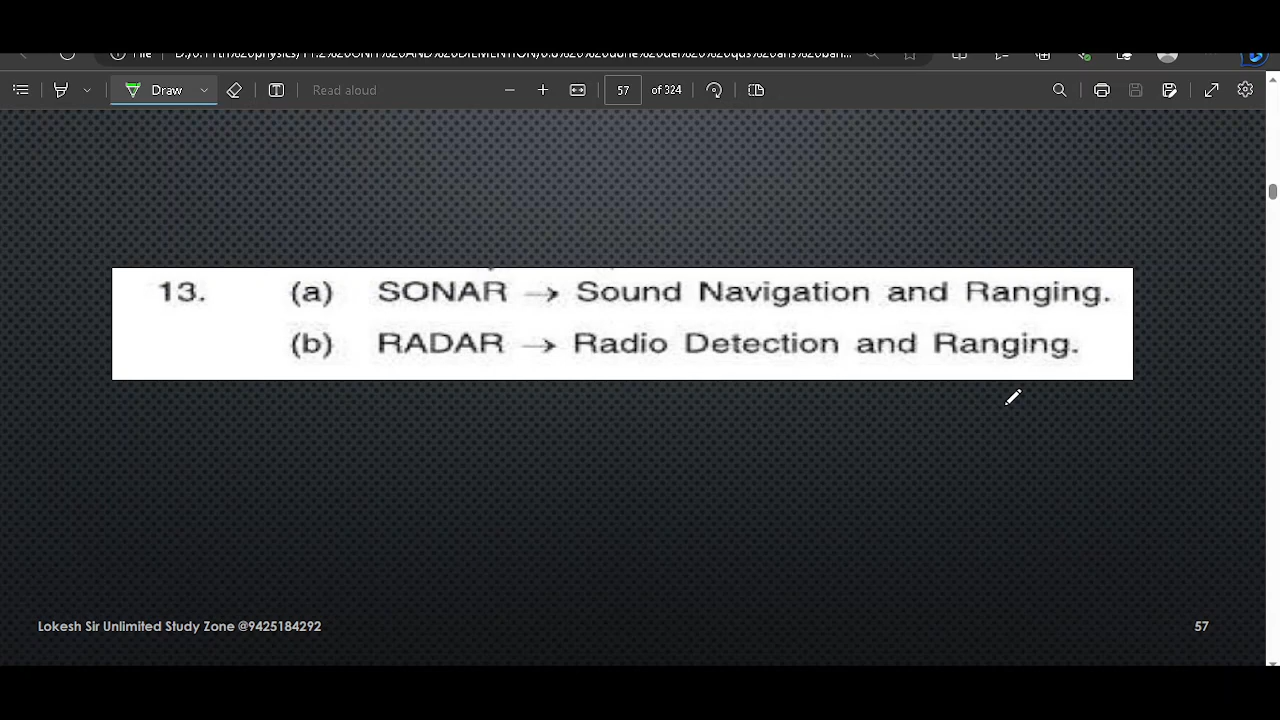 Draw
Read aloud
57
of 324
13. (a) SONAR → Sound Navigation and Ranging.
(b) RADAR → Radio Detection and Ranging.
Lokesh Sir Unlimited Study Zone @9425184292
57